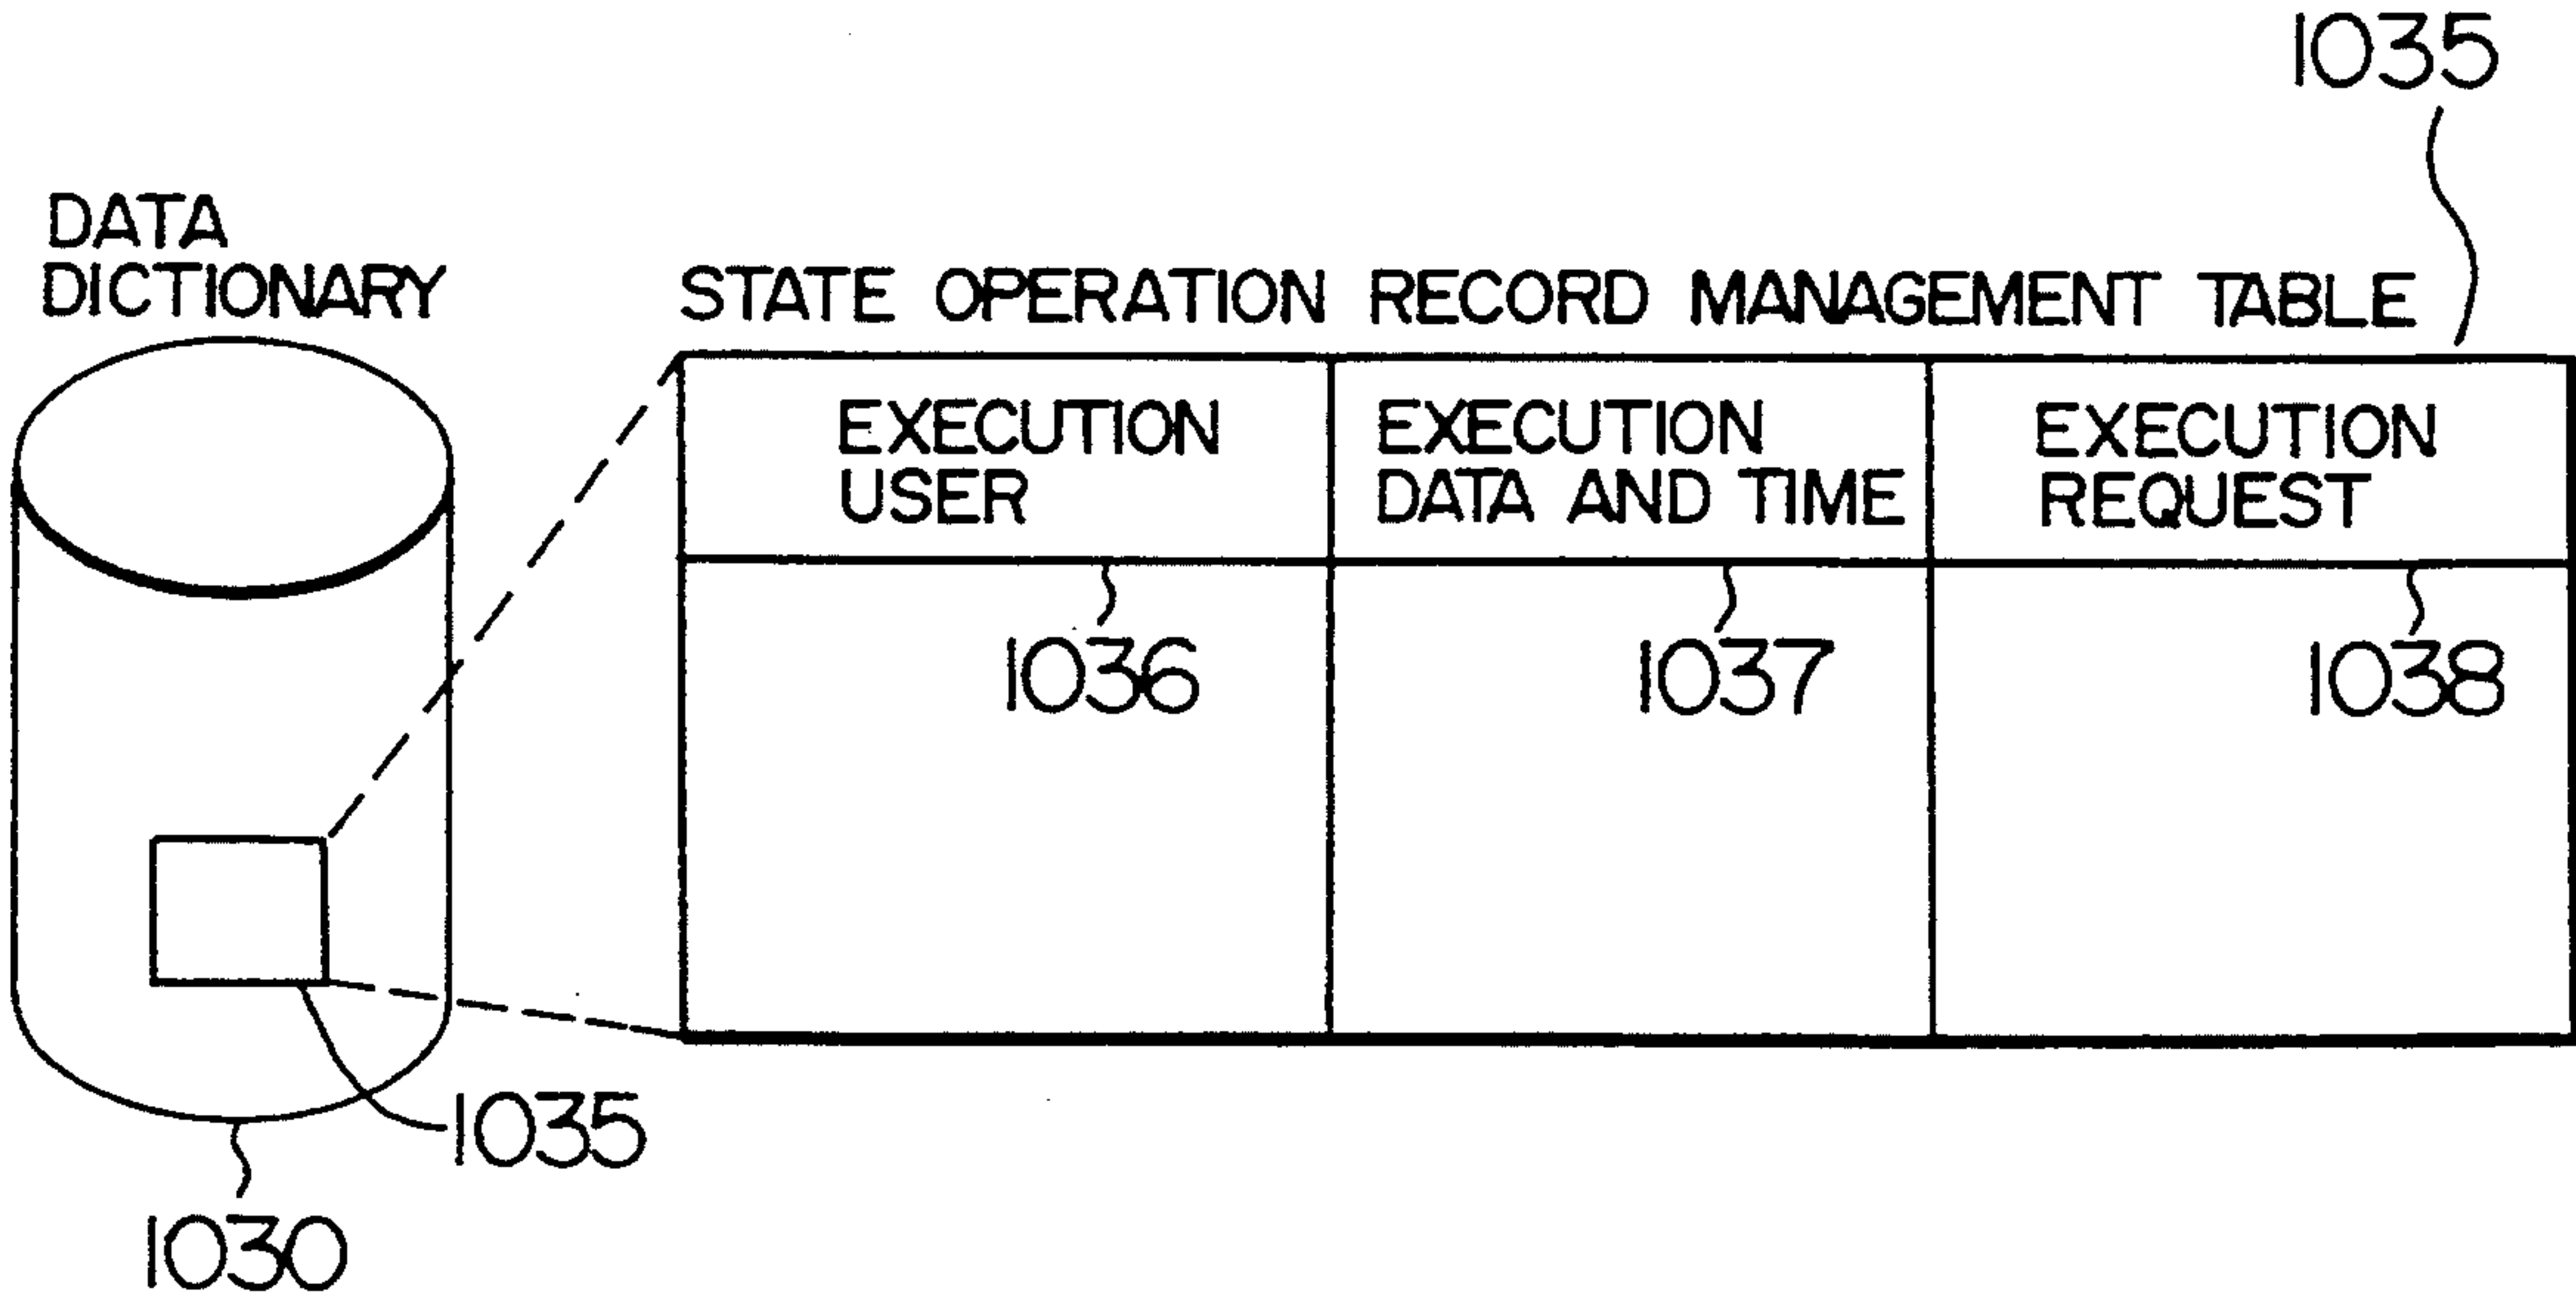 1035
DATA
DICTIONARY
STATE OPERATION RECORD MANAGEMENT TABLE
EXECUTION
USER
EXECUTION
DATA AND TIME
EXECUTION
REQUEST
1036
1037
1038
1035
1030